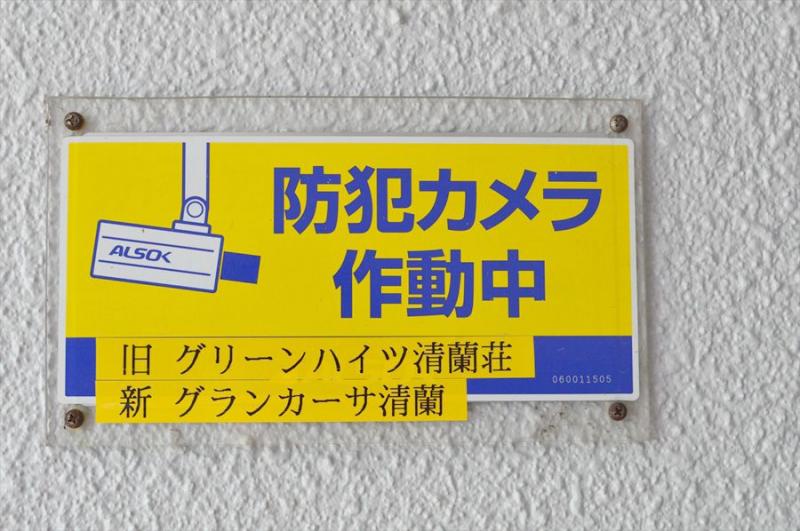 防犯カメラ
作動中
ALSOK
旧 グリーンハイツ清蘭荘
新 グランカーサ清蘭
060011505